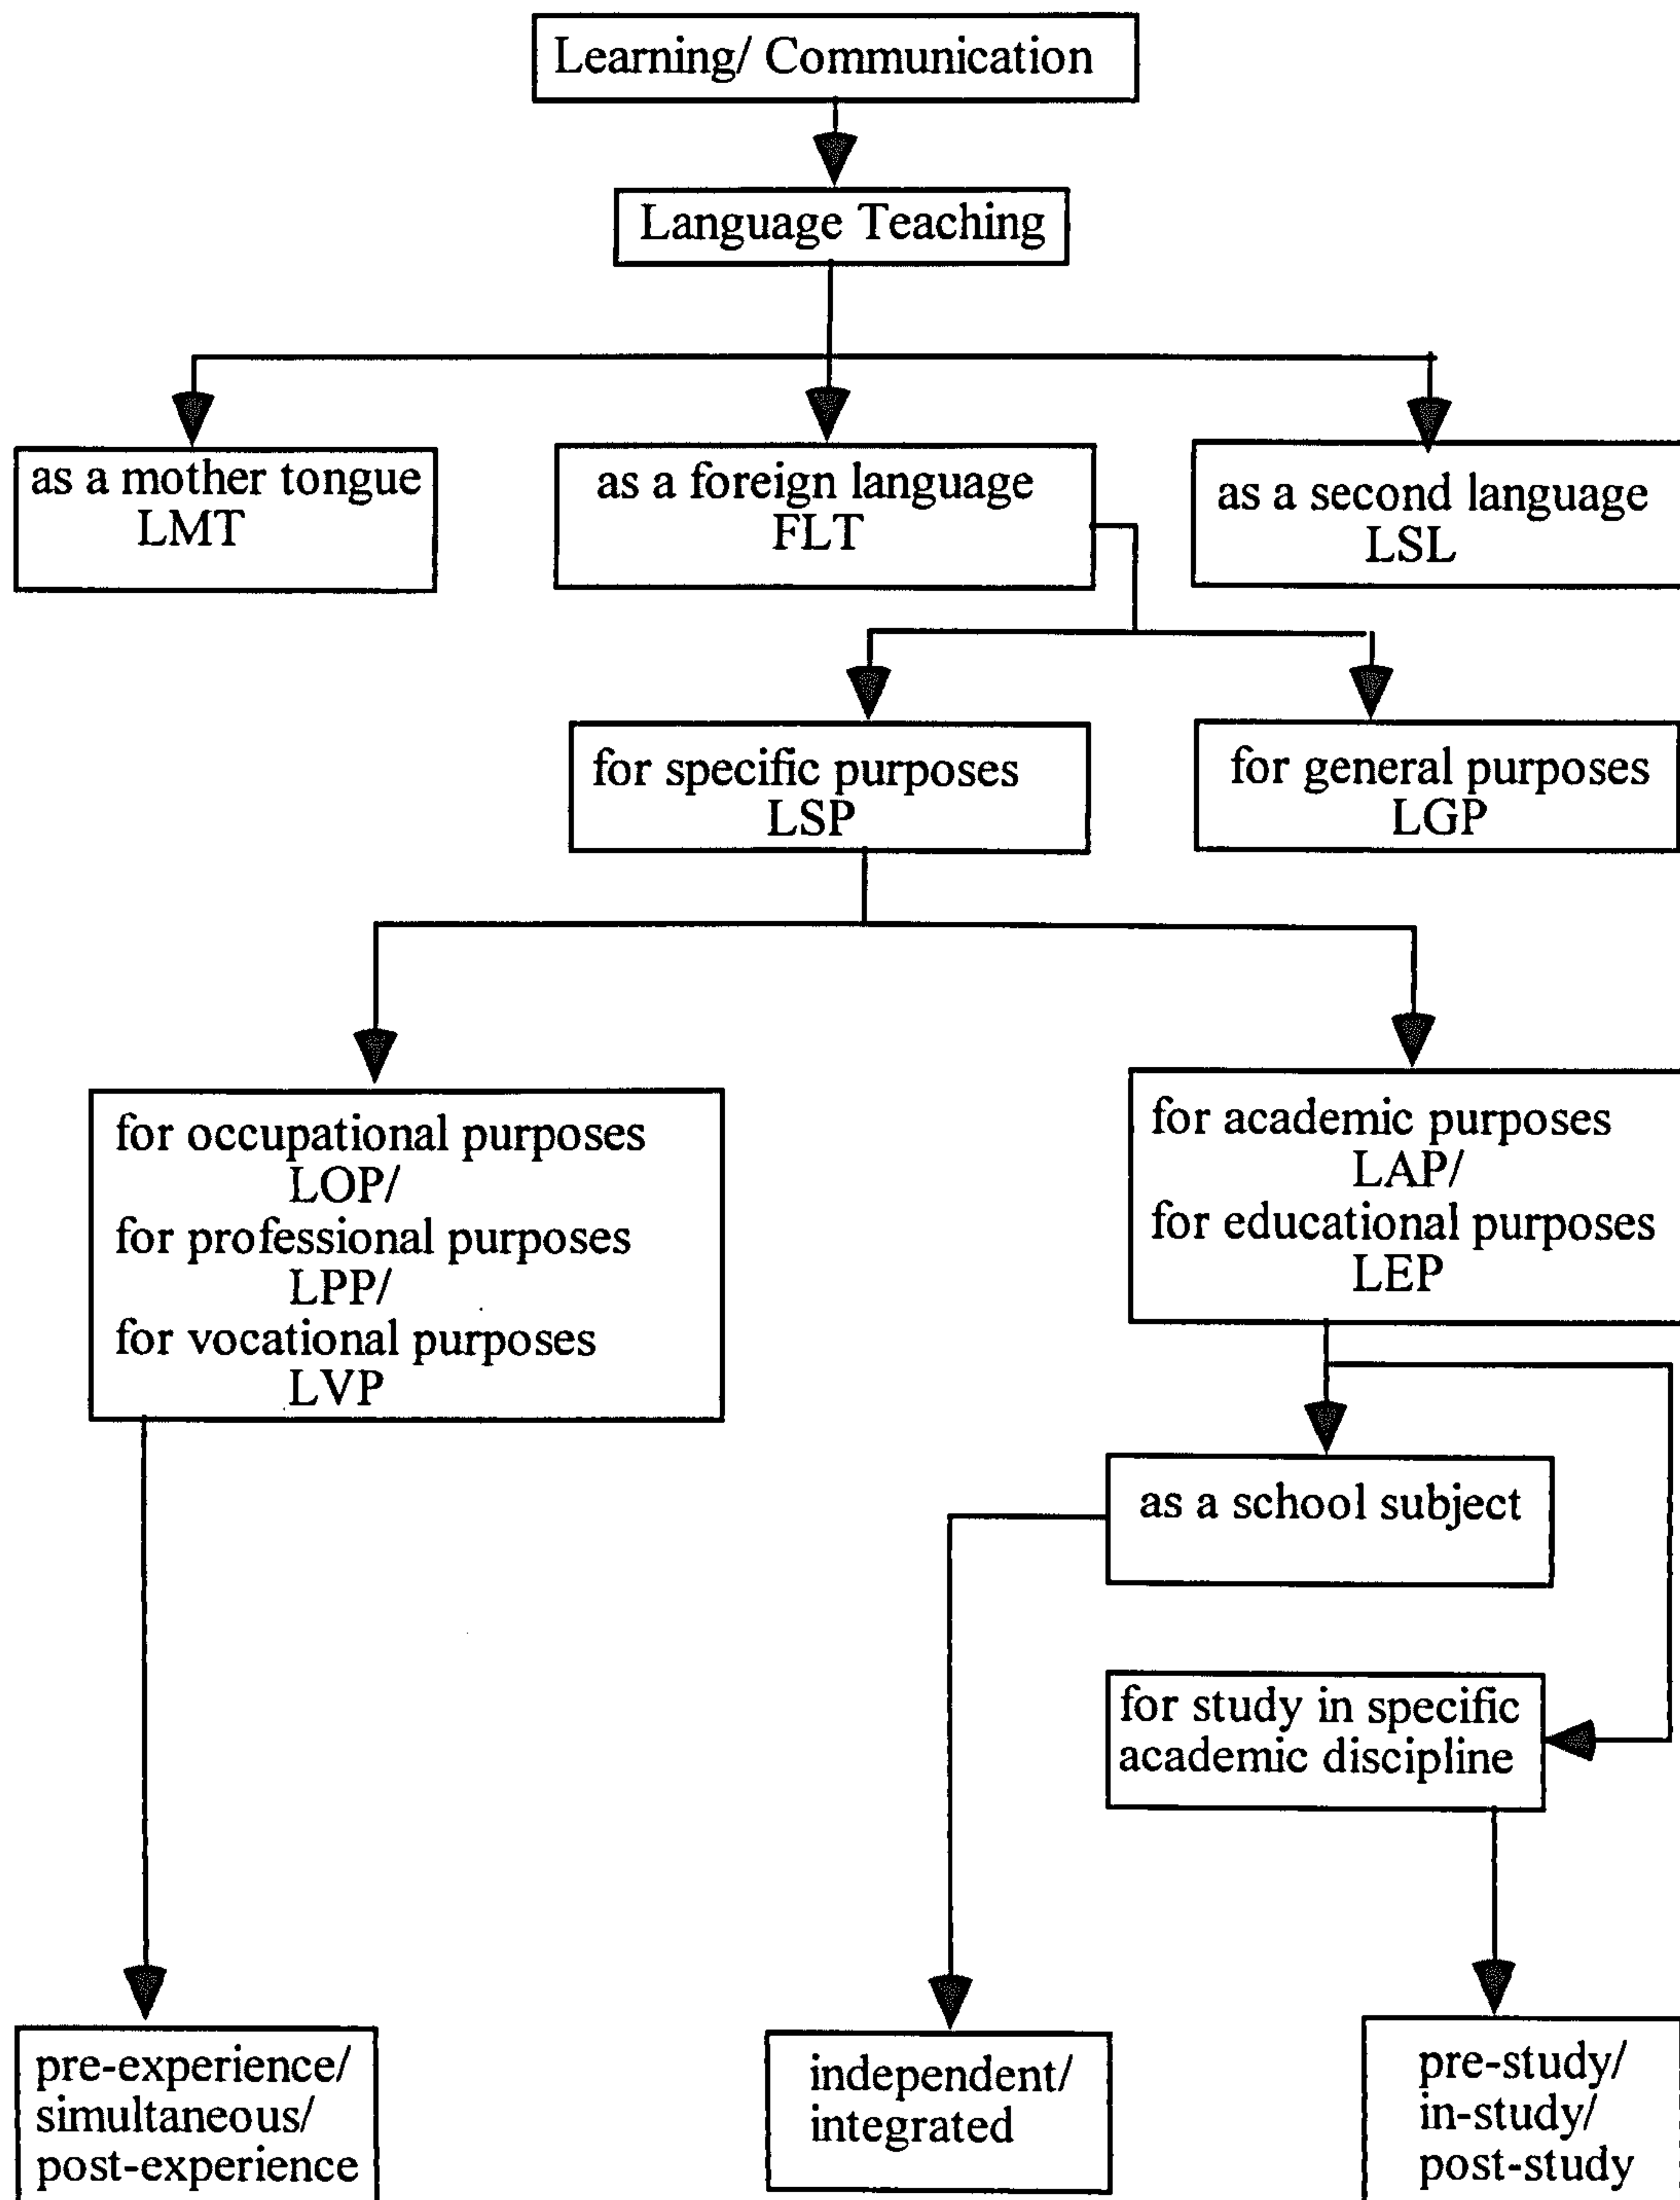 Learning/ Communication
Language Teaching
as a mother tongue
LMT
as a foreign language
FLT
as a second language
LSL
for specific purposes
LSP
for general purposes
LGP
for occupational purposes
LOP/
for professional purposes
LPP/
for vocational purposes
LVP
for academic purposes
LAP/
for educational purposes
LEP
as a school subject
for study in specific
academic discipline
pre-experience/
simultaneous/
post-experience
independent/
integrated
pre-study/
in-study/
post-study